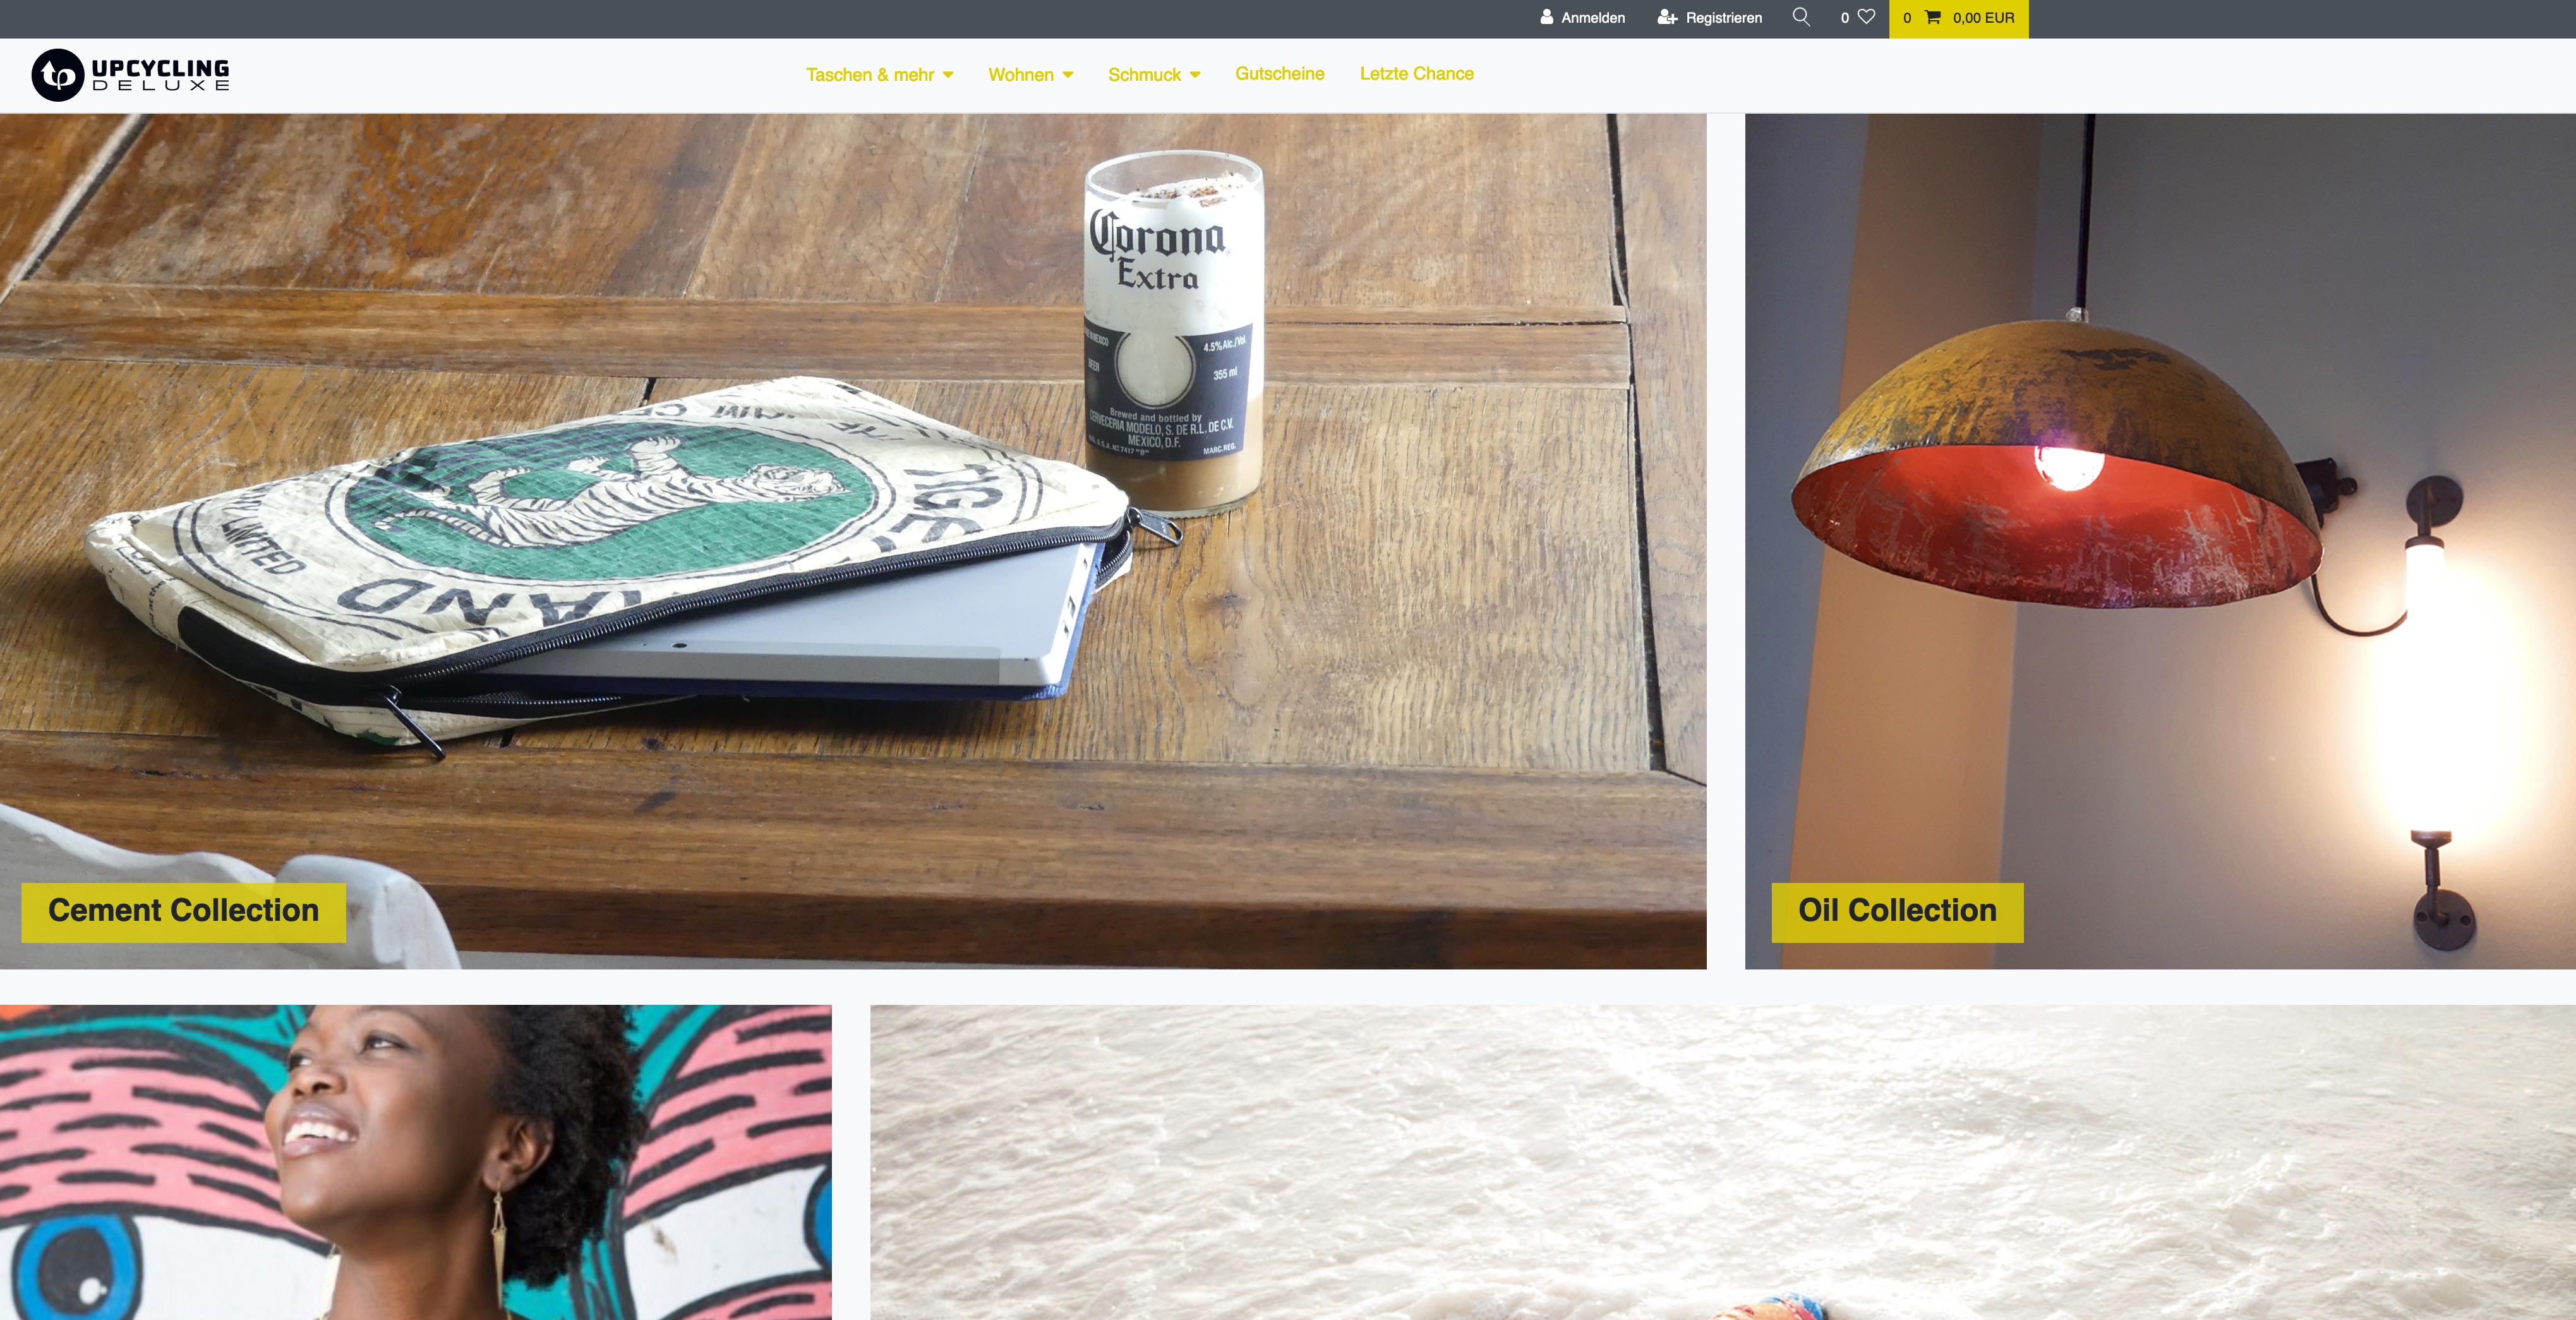 Anmelden Registrieren 0 0 0,00 EUR
UPCYCLING
DELUXE
Taschen & mehr Wohnen Schmuck Gutscheine Letzte Chance
Corona
Extra
4.5%Alc./Vol.
BEER
355 ml
Brewed and bottled by
CERVECERIA MODELO, S. DE R.L. DE C.V.
MEXICO, D.F.
MARC.REG.
LIMITED
Cement Collection
Oil Collection